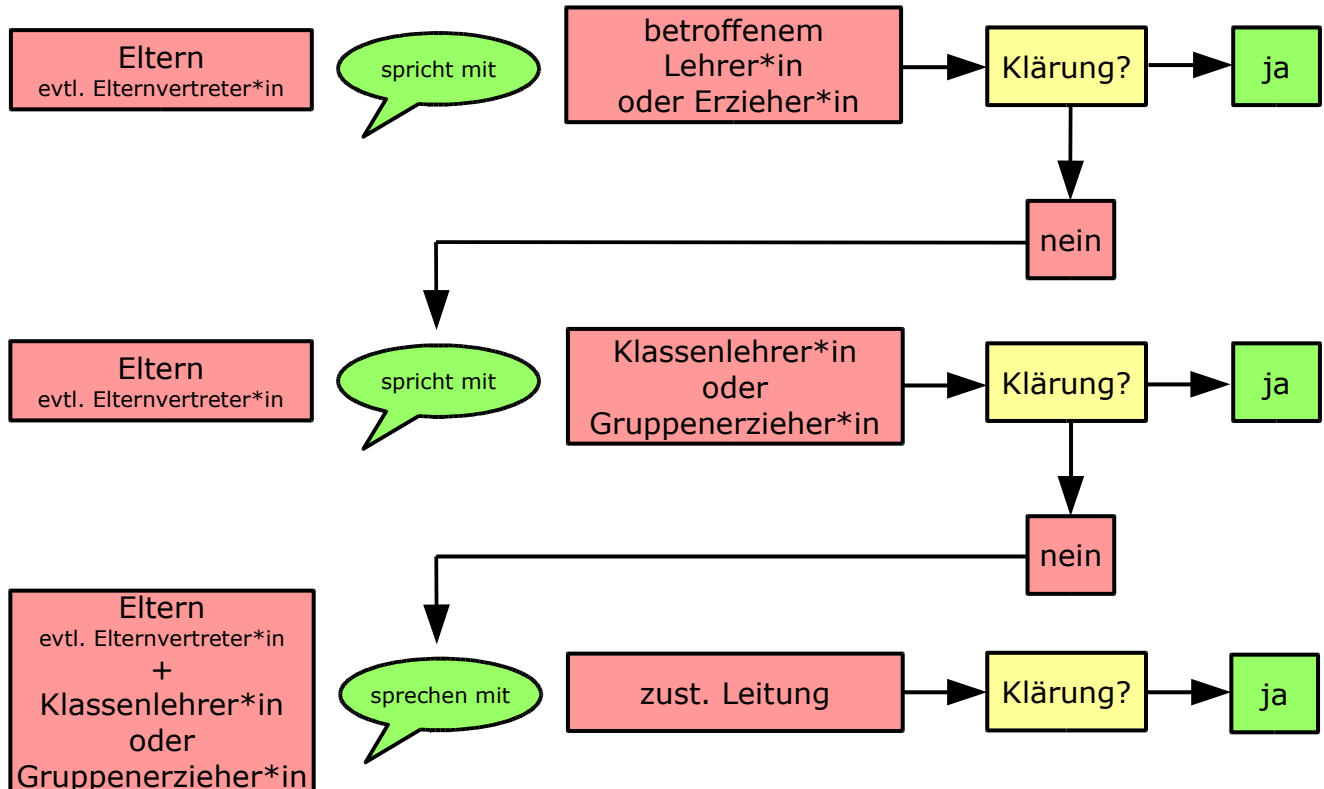 Eltern
evtl. Elternvertreter*in
spricht mit
betroffenem
Lehrer*in
oder Erzieher*in
Klärung?
ja
nein
Eltern
evtl. Elternvertreter*in
spricht mit
Klassenlehrer*in
oder
Gruppenerzieher*in
Klärung?
ja
nein
Eltern
evtl. Elternvertreter*in
+
Klassenlehrer*in
oder
Gruppenerzieher*in
sprechen mit
zust. Leitung
Klärung?
ja